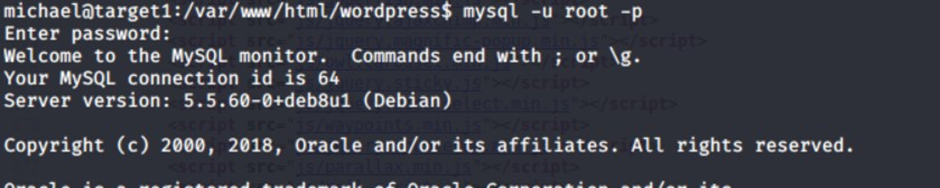 michael@target1:/var/www/html/wordpress$ mysql -u root -p
Enter password:
Welcome to the MySQL monitor.  Commands end with ; or \g.
Your MySQL connection id is 64
Server version: 5.5.60-0+deb8u1 (Debian)
Copyright (c) 2000, 2018, Oracle and/or its affiliates. All rights reserved.
Oracle is a registered trademark of Oracle Corporation and/or its